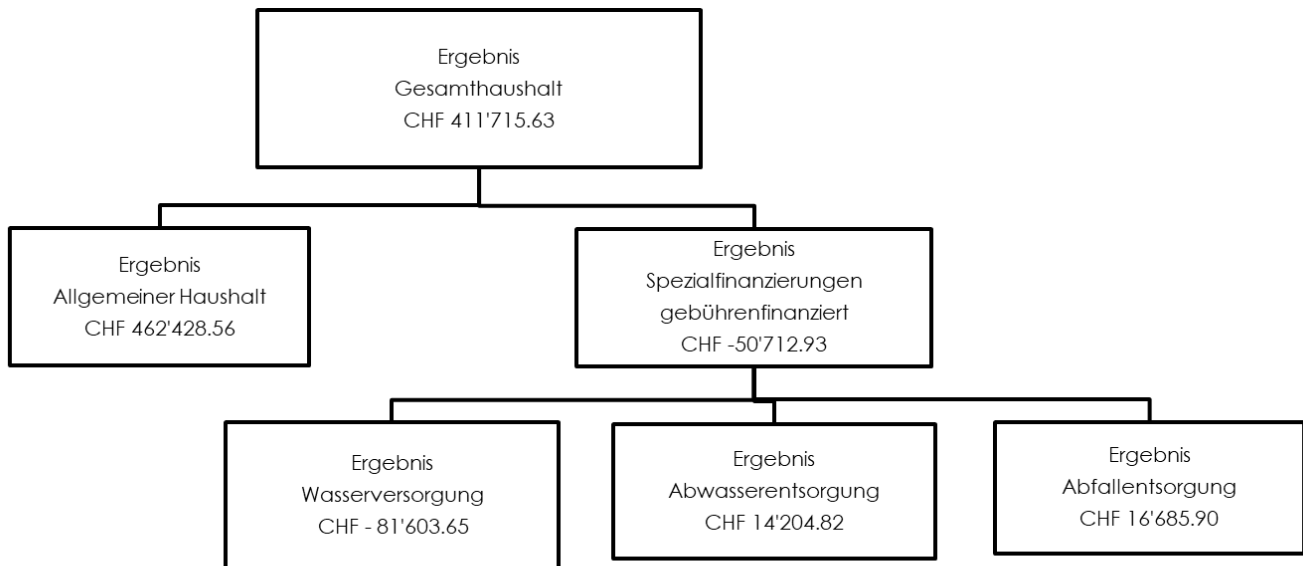 Ergebnis
Gesamthaushalt
CHF 411'715.63
Ergebnis
Allgemeiner Haushalt
CHF 462'428.56
Ergebnis
Spezialfinanzierungen
gebührenfinanziert
CHF -50'712.93
Ergebnis
Wasserversorgung
CHF - 81'603.65
Ergebnis
Abwasserentsorgung
CHF 14'204.82
Ergebnis
Abfallentsorgung
CHF 16'685.90